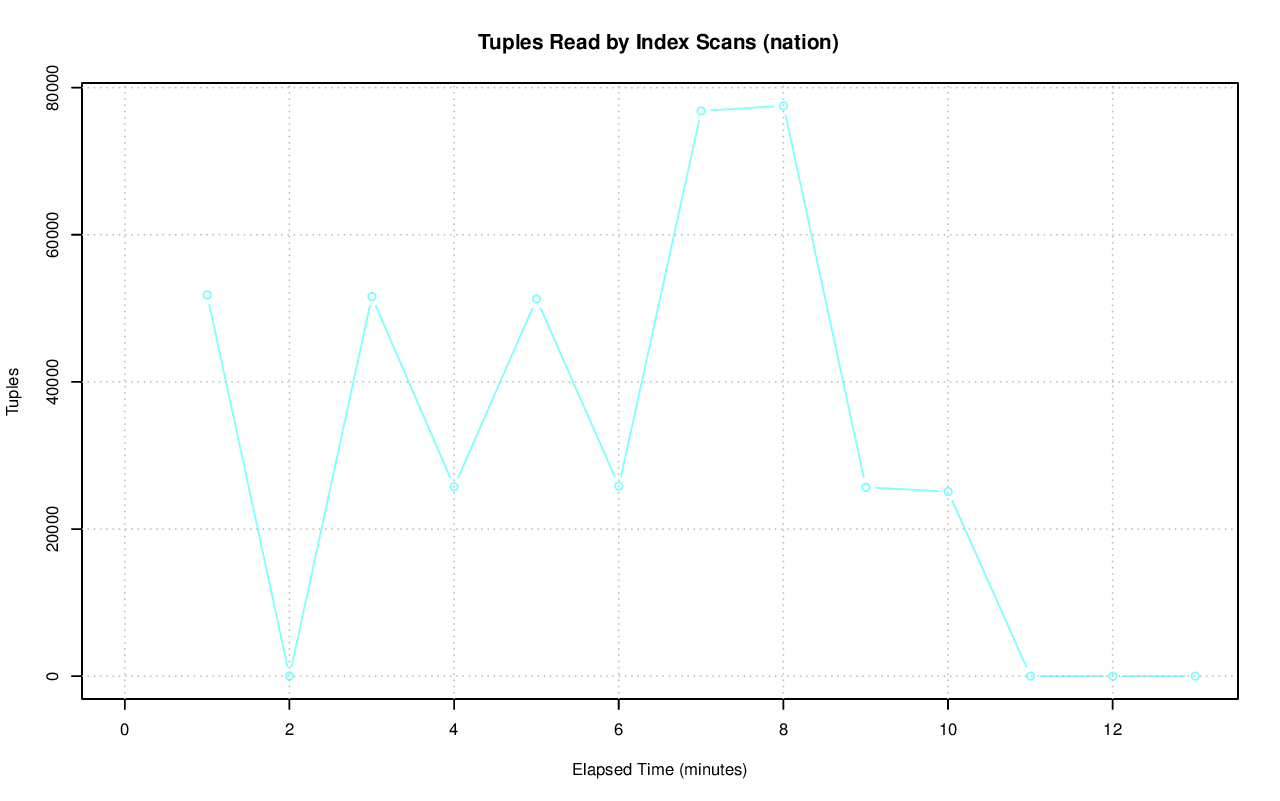 Tuples Read by Index Scans (nation)
80000
60000
40000
20000
0
Tuples
0 2 4 6 8 10 12
Elapsed Time (minutes)